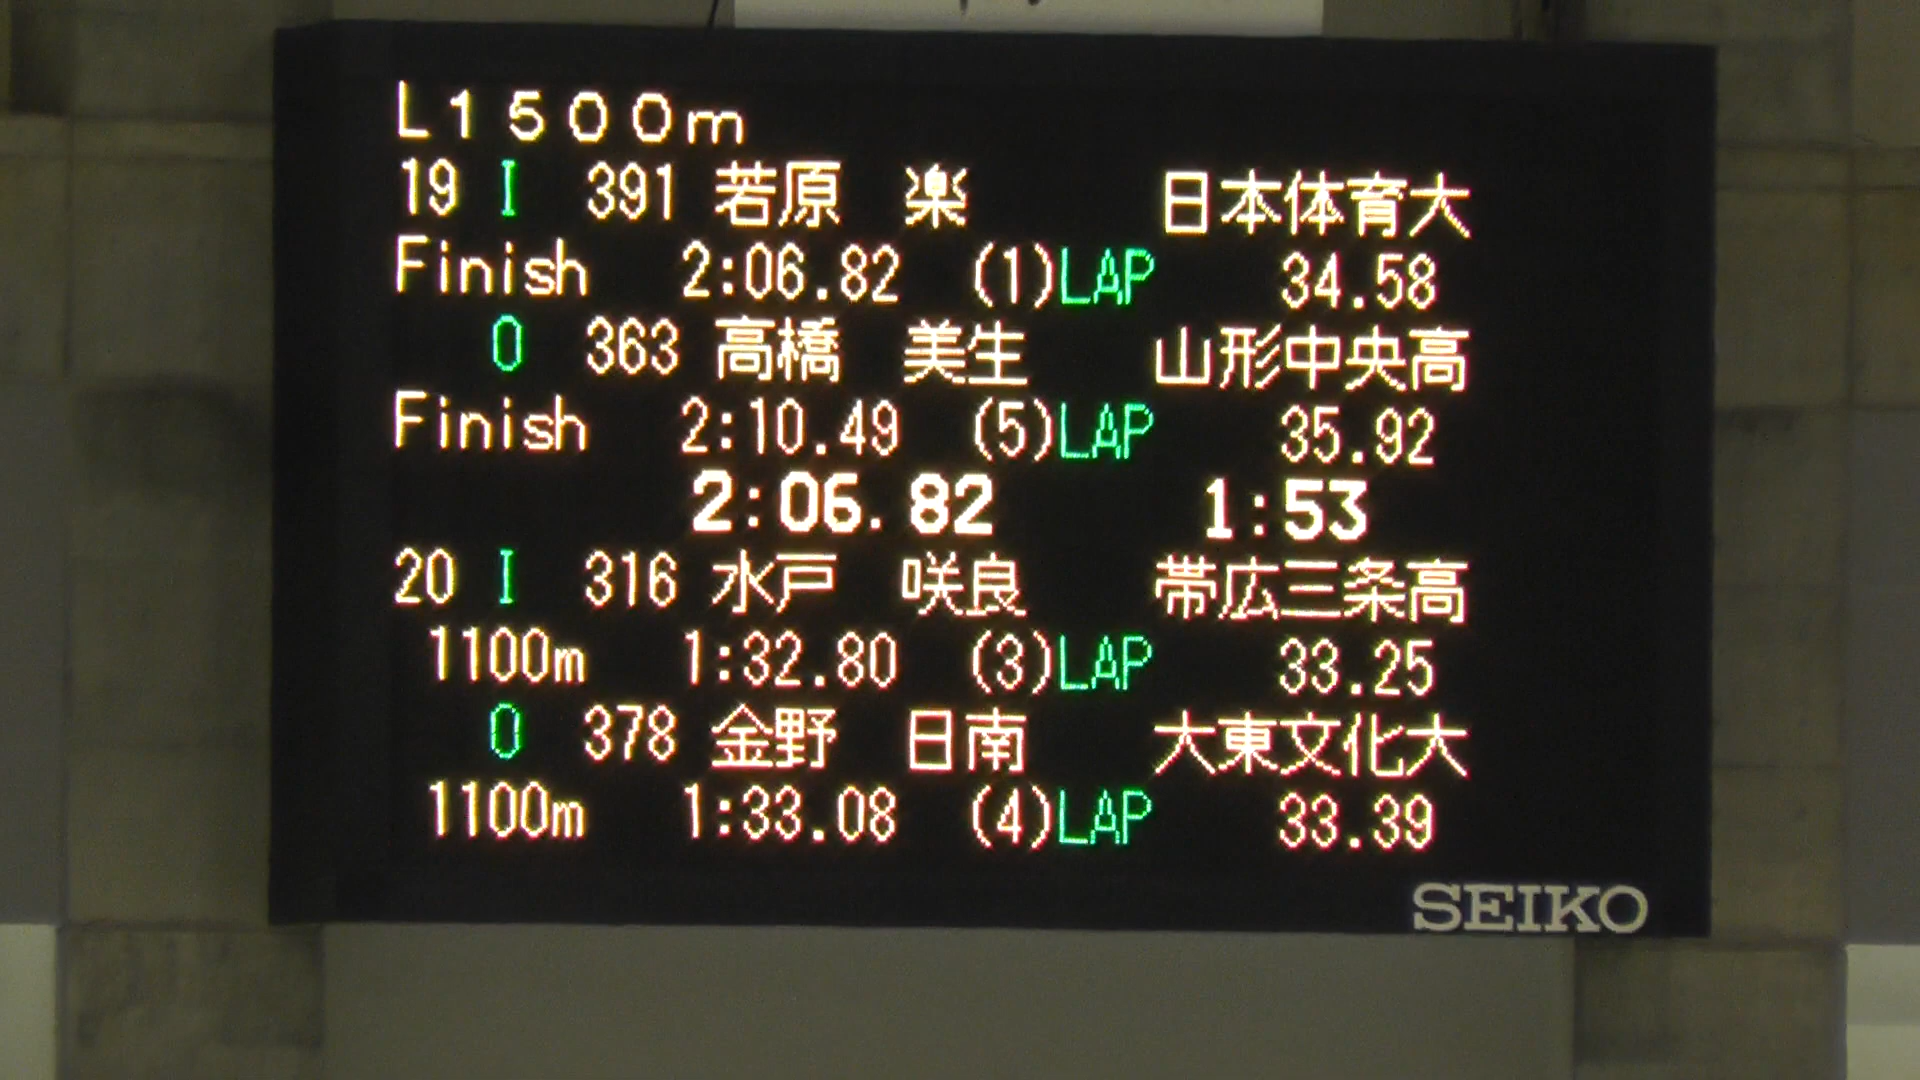 L1500m
19 I 391 若原 楽 日本体育大
Finish 2:06.82 (1)LAP 34.58
O 363 高橋 美生 山形中央高
Finish 2:10.49 (5)LAP 35.92
2:06.82 1:53
20 I 316 水戸 咲良 帯広三条高
1100m 1:32.80 (3)LAP 33.25
O 378 金野 日南 大東文化大
1100m 1:33.08 (4)LAP 33.39
SEIKO